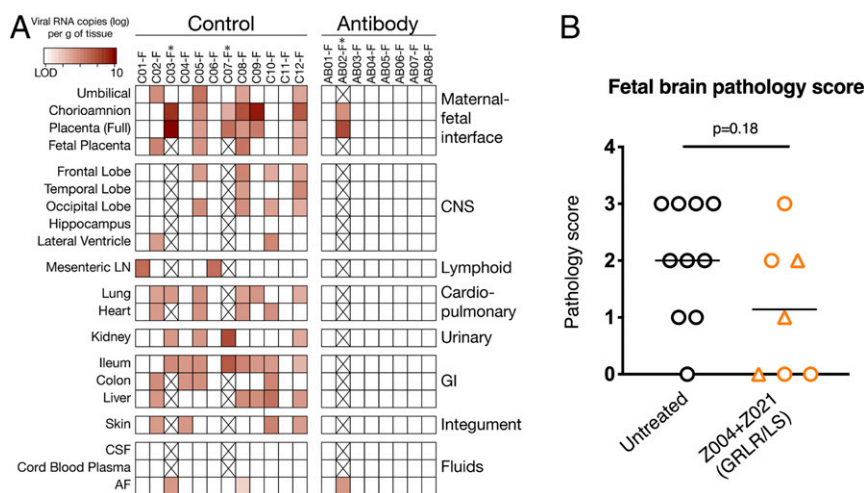 A
Viral RNA copies (log)
per g of tissue
LOD 10
Control
C01-F C02-F C03-F* C04-F C05-F C06-F C07-F* C08-F C09-F C10-F C11-F C12-F
Antibody
AB01-F AB02-F* AB03-F AB04-F AB05-F AB06-F AB07-F AB08-F
Umbilical
Chorioamnion
Placenta (Full)
Fetal Placenta
Maternal-
fetal
interface
Frontal Lobe
Temporal Lobe
Occipital Lobe
Hippocampus
Lateral Ventricle
CNS
Mesenteric LN
Lymphoid
Lung
Heart
Cardio-
pulmonary
Kidney
Urinary
Ileum
Colon
Liver
GI
Skin
Integument
CSF
Cord Blood Plasma
AF
Fluids
B
Fetal brain pathology score
p=0.18
Pathology score
4
3
2
1
0
Untreated
Z004+Z021
(GRLR/LS)